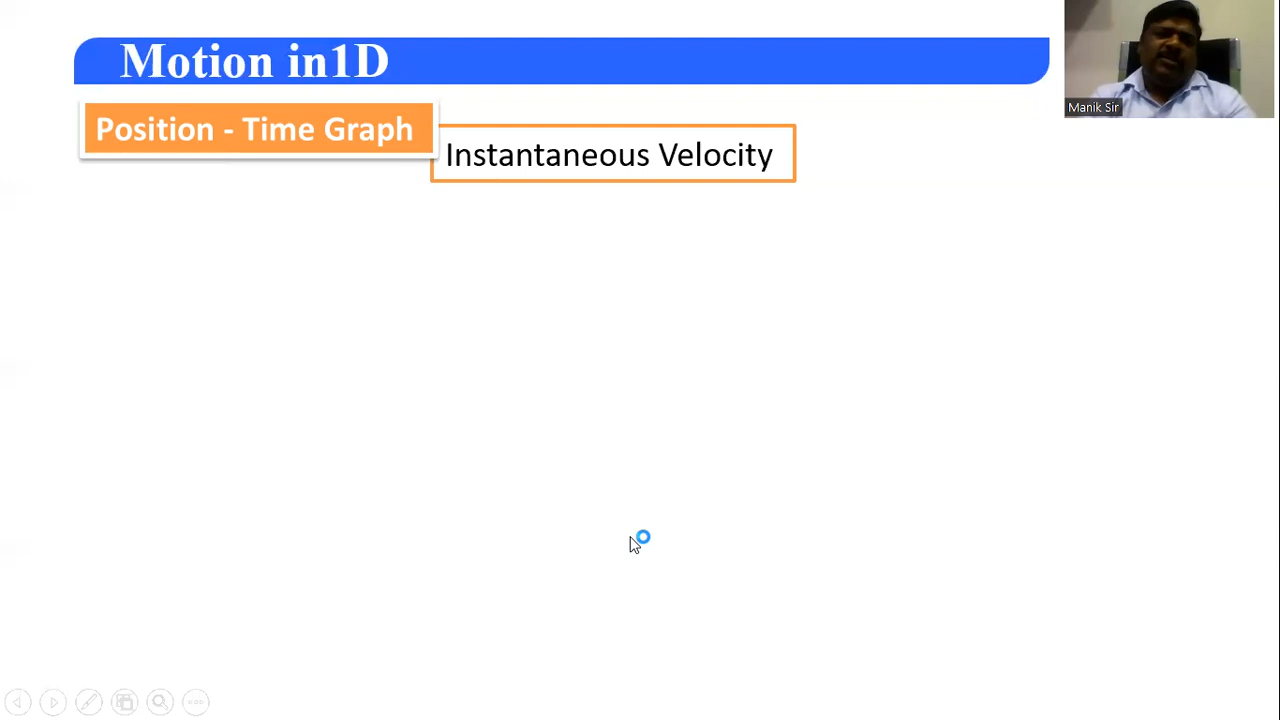 Motion in1D
Manik Sir
Position - Time Graph
Instantaneous Velocity